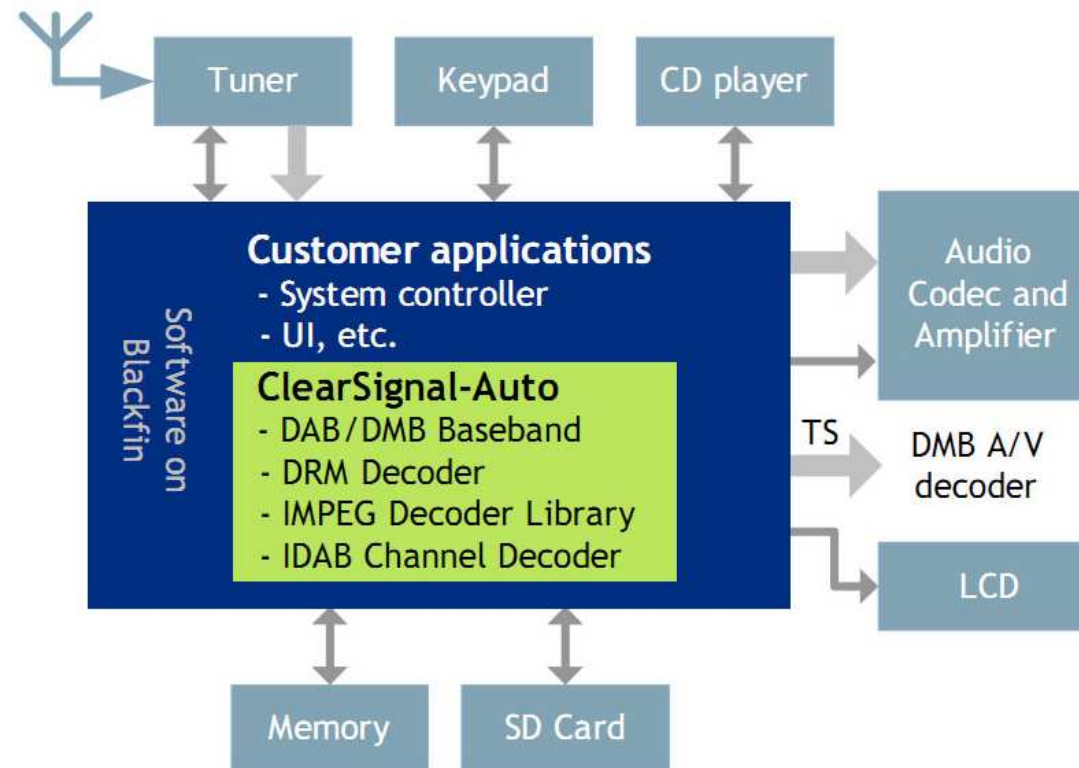 Tuner
Keypad
CD player
Software on
Blackfin
Customer applications
- System controller
- UI, etc.
ClearSignal-Auto
- DAB/DMB Baseband
- DRM Decoder
- IMPEG Decoder Library
- IDAB Channel Decoder
Audio
Codec and
Amplifier
TS
DMB A/V
decoder
LCD
Memory
SD Card